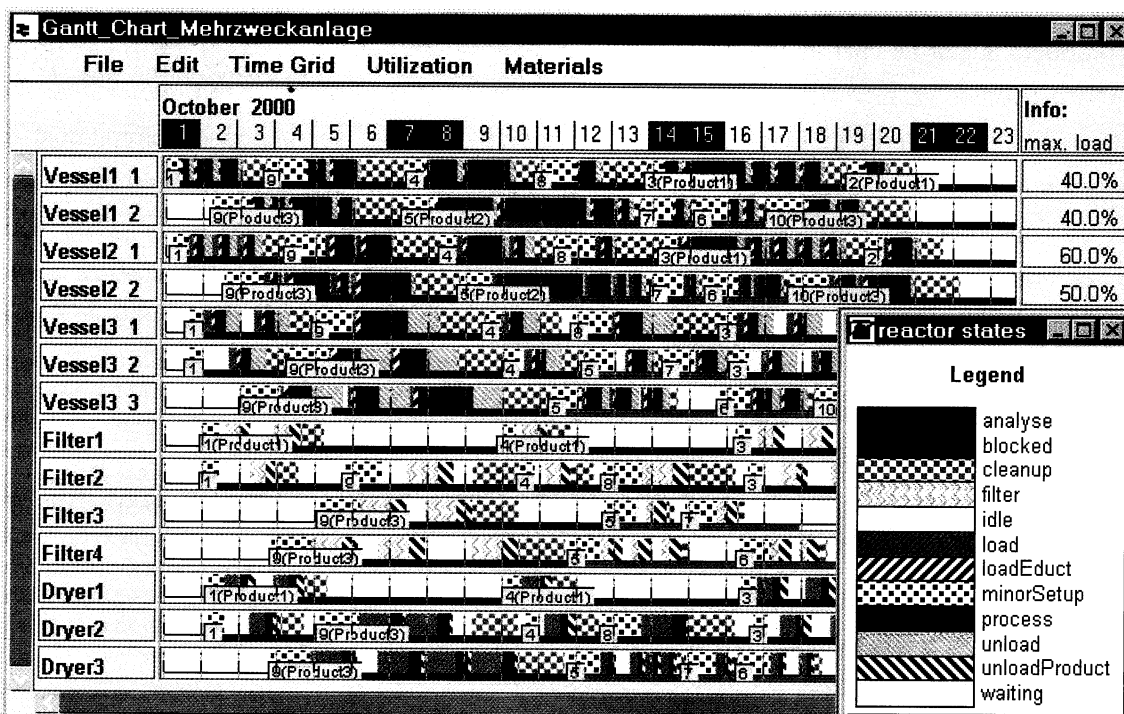 Gantt_Chart_Mehrzweckanlage
File Edit Time Grid Utilization Materials
October 2000 Info:
1 2 3 4 5 6 7 8 9 10 11 12 13 14 15 16 17 18 19 20 21 22 23 max. load
Vessel1 1 1 9 4 8 3(Product1) 2(Product1) 40.0%
Vessel1 2 9(Product3) 5(Product2) 7 6 10(Product3) 40.0%
Vessel2 1 1 9 4 8 3(Product1) 2 60.0%
Vessel2 2 9(Product3) 5(Product2) 7 6 10(Product3) 50.0%
Vessel3 1 1 9 4 8 3
Vessel3 2 1 9(Product3) 4 5 7 3
Vessel3 3 9(Product3) 5 6 10
Filter1 1(Product1) 4(Product1) 3
Filter2 1 9 4 8 3
Filter3 9(Product3) 5 7
Filter4 9(Product3) 5 6
Dryer1 1(Product1) 4(Product1) 3
Dryer2 1 9(Product3) 4 8 3
Dryer3 9(Product3) 5 7 6
reactor states
Legend
analyse
blocked
cleanup
filter
idle
load
loadEduct
minorSetup
process
unload
unloadProduct
waiting